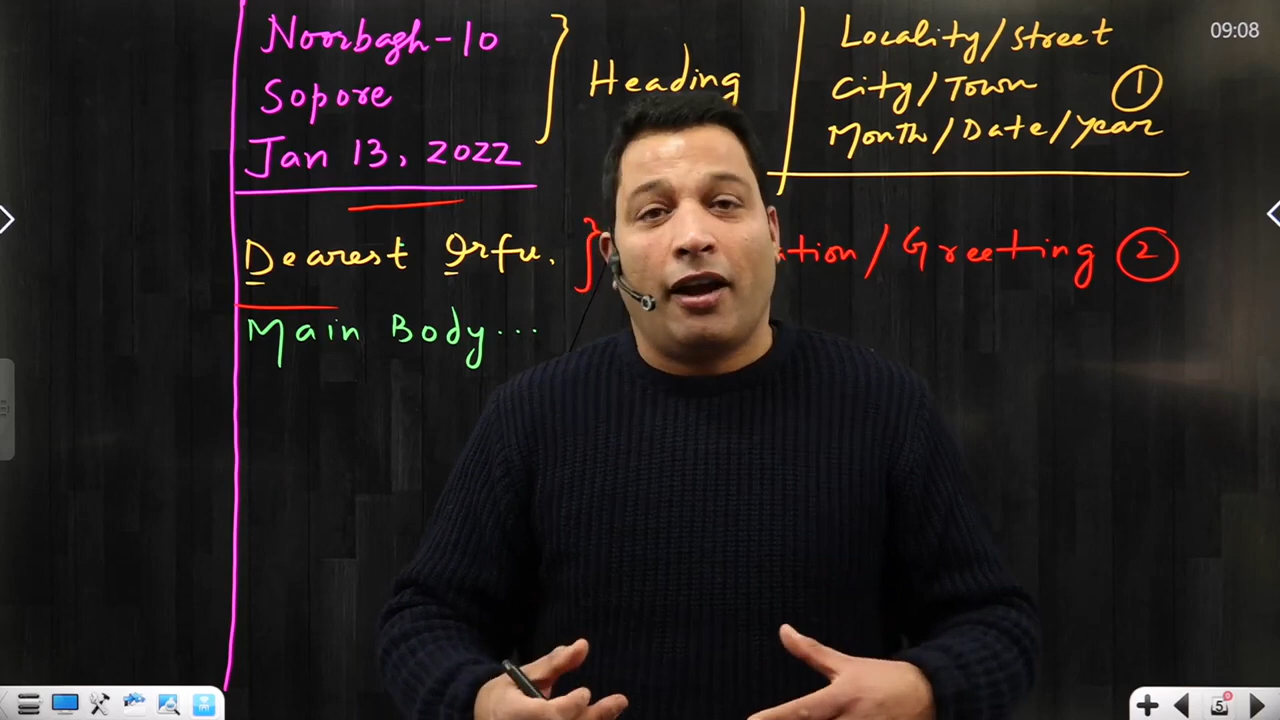 Noorbagh-10
Sopore
Jan 13, 2022
Heading
Locality/street
City/Town
1
Month/Date/year
Dearest Irfu.
tion/Greeting 2
Main Body...
09:08
5